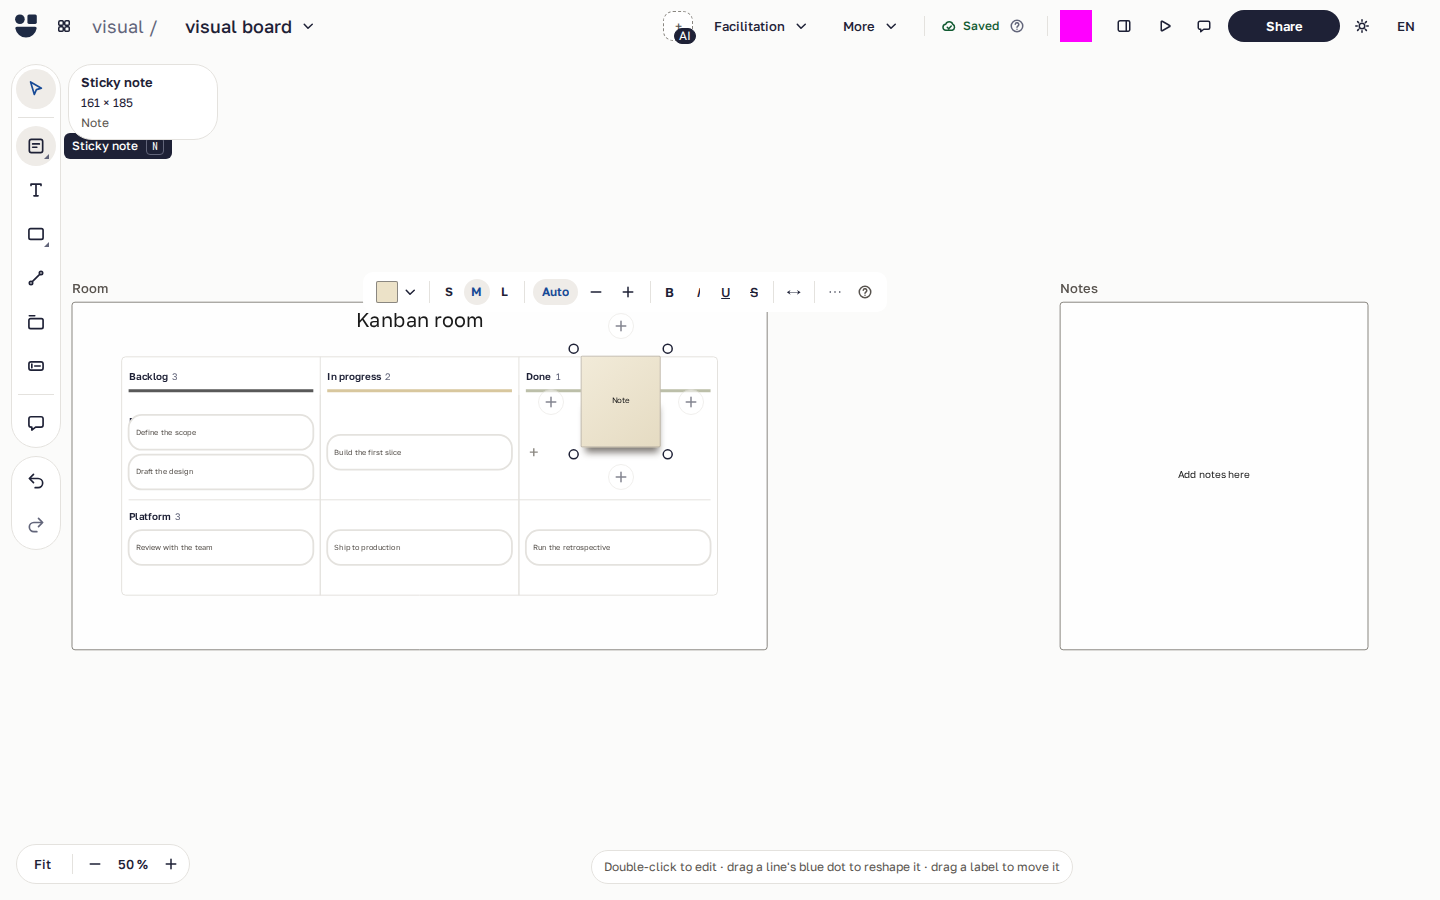 visual / visual board
AI
Facilitation
More
Saved
Share
EN
Sticky note
161 × 185
Note
Sticky note N
Room
S M L Auto B I U S
Notes
Kanban room
Backlog 3
In progress 2
Done 1
Note
Define the scope
Build the first slice
Draft the design
Add notes here
Platform 3
Review with the team
Ship to production
Run the retrospective
Fit
50 %
Double-click to edit · drag a line's blue dot to reshape it · drag a label to move it